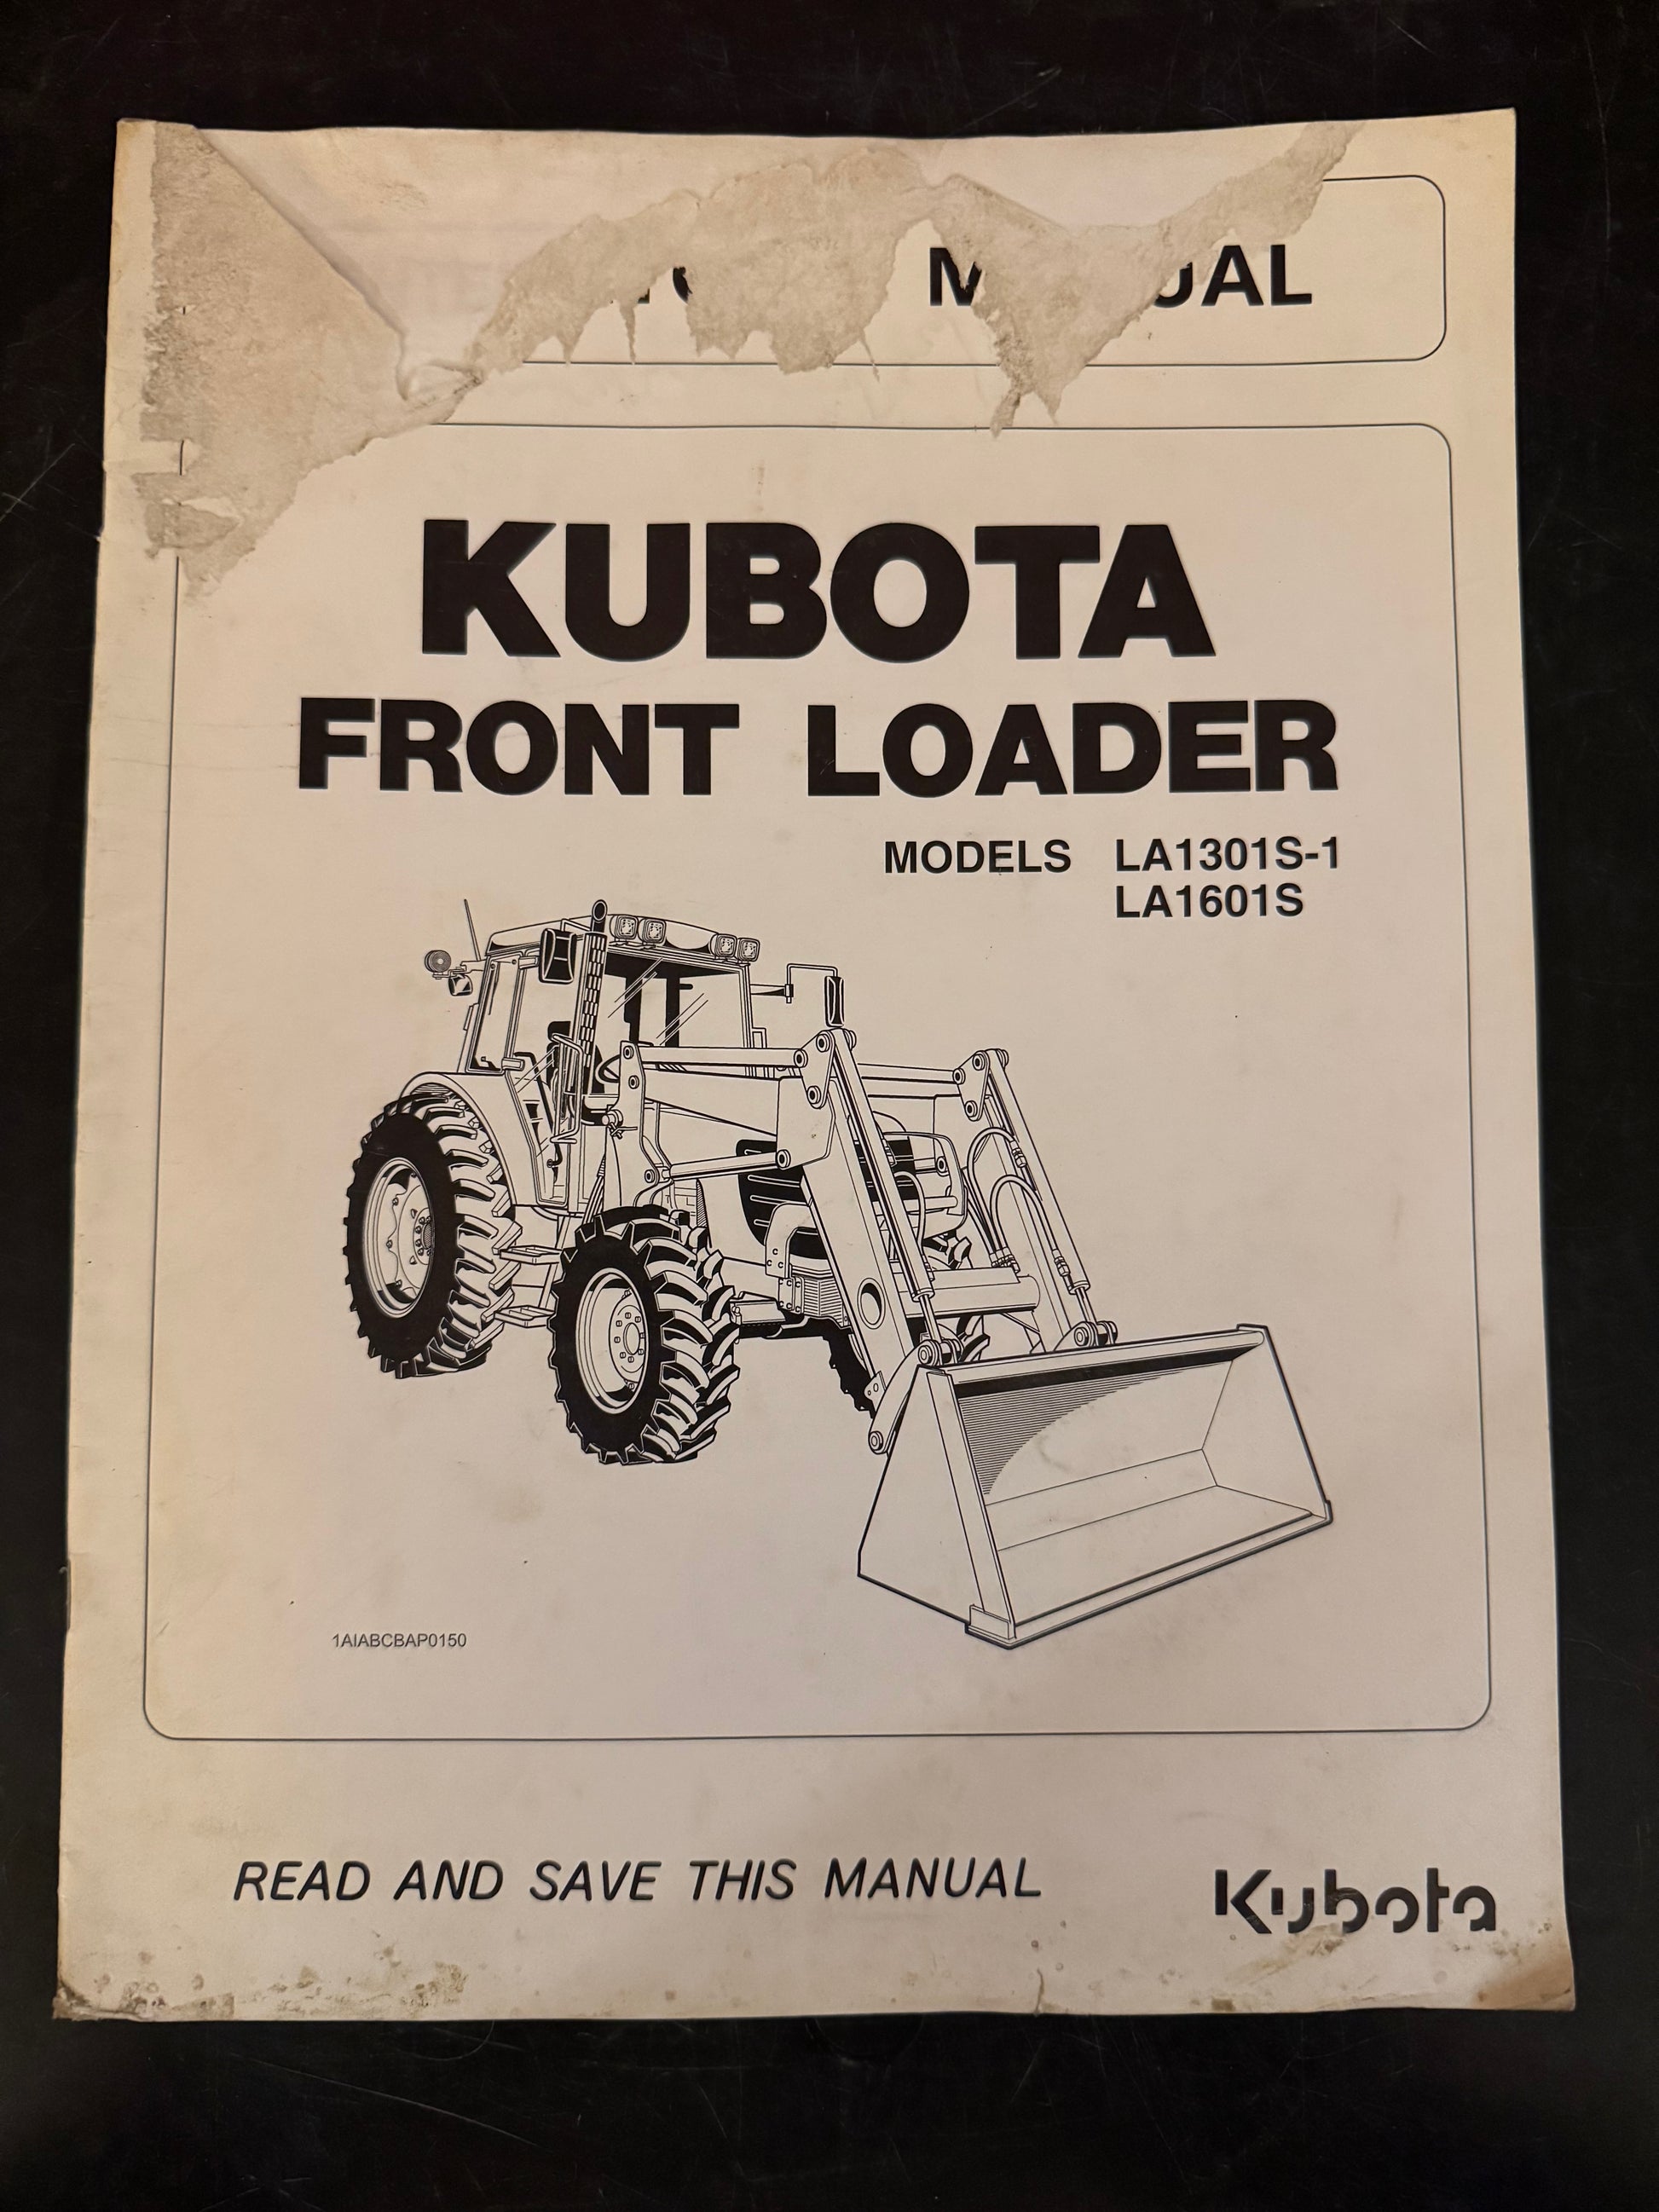 KUBOTA
FRONT LOADER
MODELS LA1301S-1
LA1601S
1AIABCBAP0150
READ AND SAVE THIS MANUAL
Kubota